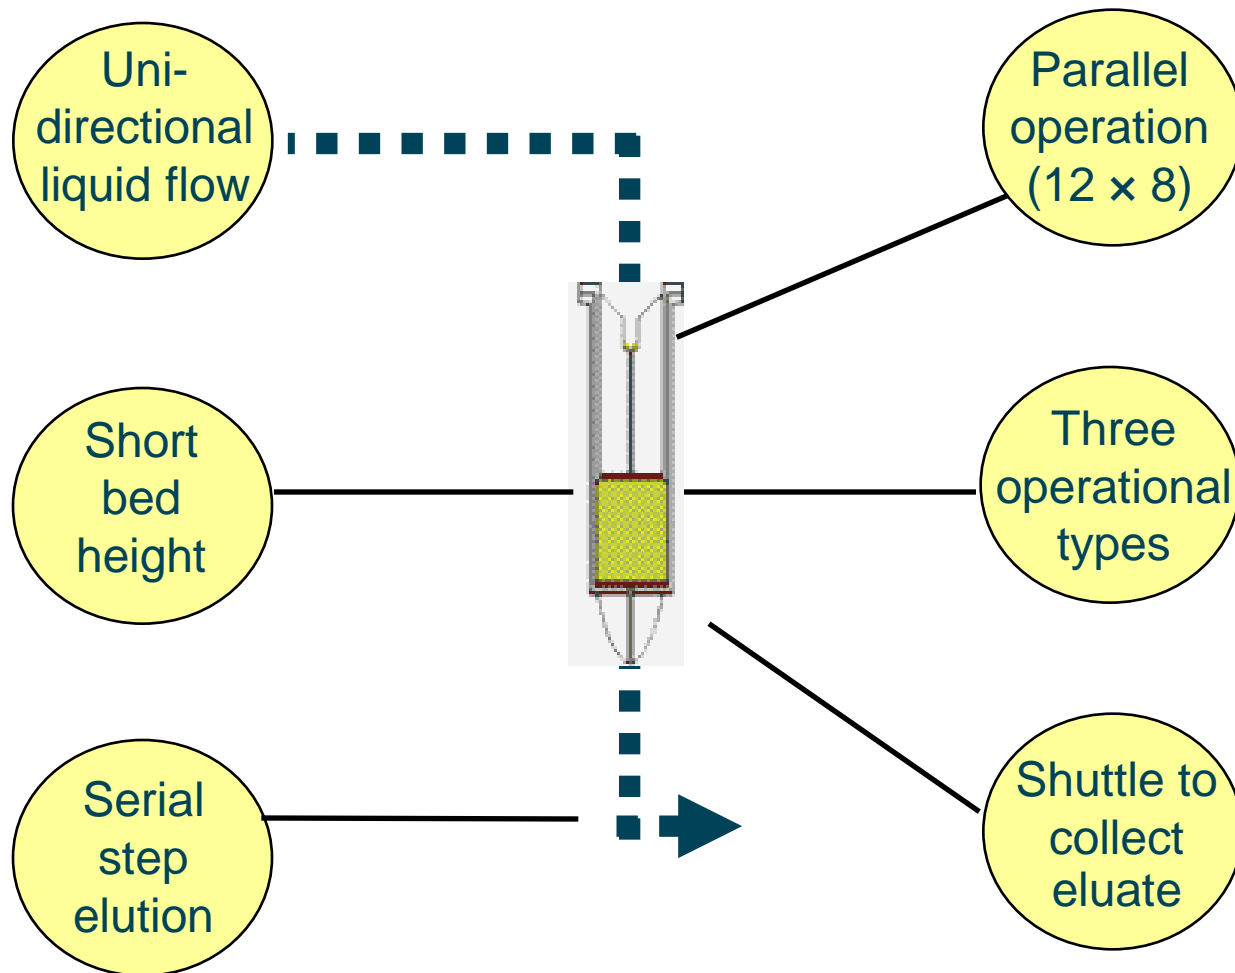 Uni-
directional
liquid flow
Parallel
operation
(12 × 8)
Short
bed
height
Three
operational
types
Serial
step
elution
Shuttle to
collect
eluate